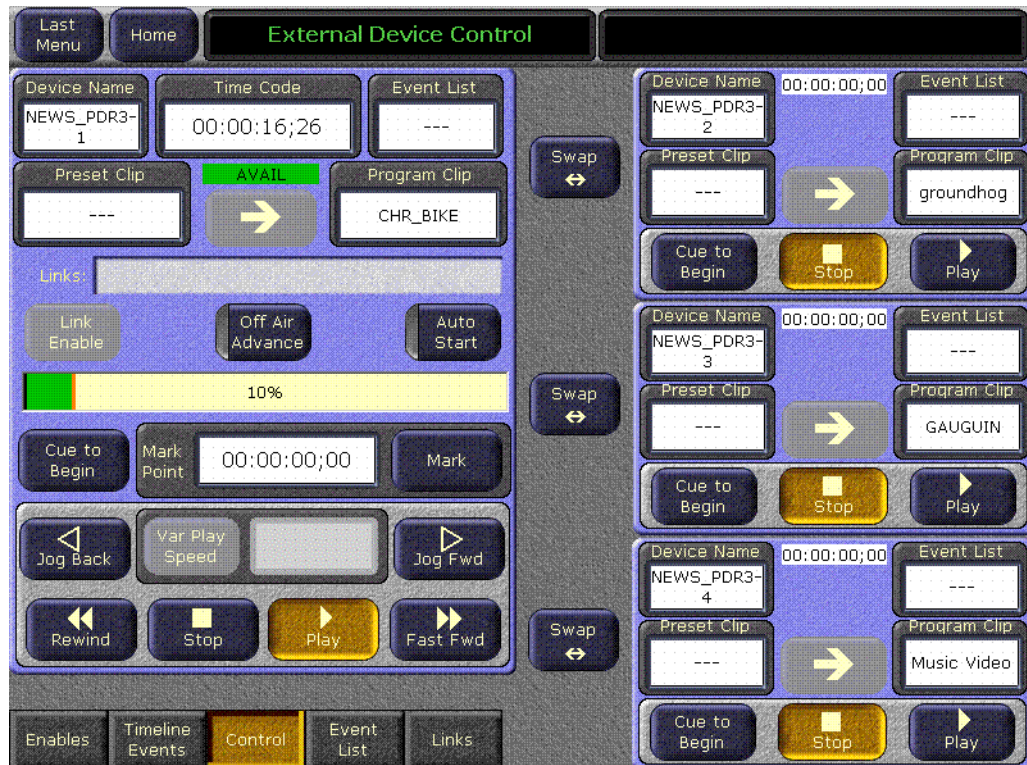 Last
Menu
Home
External Device Control
Device Name
NEWS_PDR3-
1
Time Code
00:00:16;26
Event List
---
Preset Clip
---
AVAIL
Program Clip
CHR_BIKE
Links:
Link
Enable
Off Air
Advance
Auto
Start
10%
Cue to
Begin
Mark
Point
00:00:00;00
Mark
Jog Back
Var Play
Speed
Jog Fwd
Rewind
Stop
Play
Fast Fwd
Enables
Timeline
Events
Control
Event
List
Links
Swap
Swap
Swap
Device Name
NEWS_PDR3-
2
00:00:00;00
Event List
---
Preset Clip
---
Program Clip
groundhog
Cue to
Begin
Stop
Play
Device Name
NEWS_PDR3-
3
00:00:00;00
Event List
---
Preset Clip
---
Program Clip
GAUGUIN
Cue to
Begin
Stop
Play
Device Name
NEWS_PDR3-
4
00:00:00;00
Event List
---
Preset Clip
---
Program Clip
Music Video
Cue to
Begin
Stop
Play